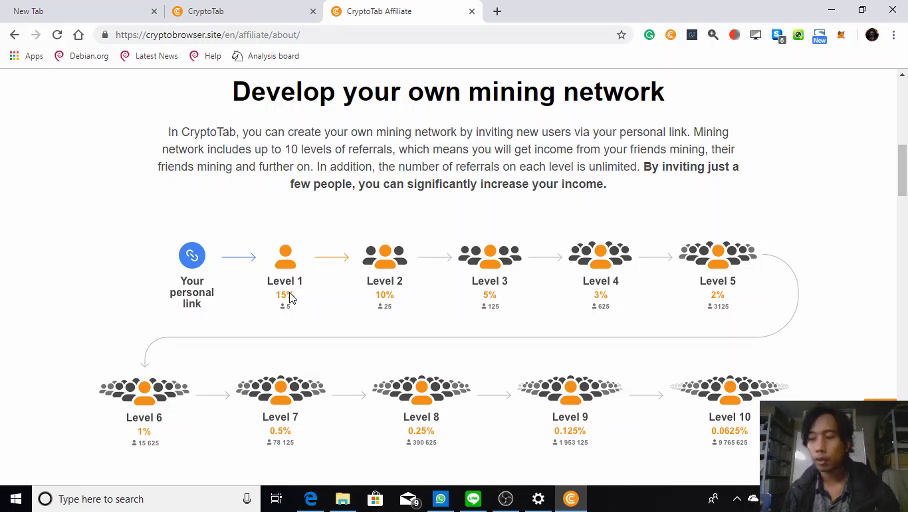 New Tab
CryptoTab
CryptoTab Affiliate
https://cryptobrowser.site/en/affiliate/about/
Apps
Debian.org
Latest News
Help
Analysis board
New
Develop your own mining network
In CryptoTab, you can create your own mining network by inviting new users via your personal link. Mining
network includes up to 10 levels of referrals, which means you will get income from your friends mining, their
friends mining and further on. In addition, the number of referrals on each level is unlimited. By inviting just a
few people, you can significantly increase your income.
Your
personal
link
Level 1
15%
5
Level 2
10%
25
Level 3
5%
125
Level 4
3%
625
Level 5
2%
3125
Level 6
1%
15 625
Level 7
0.5%
78 125
Level 8
0.25%
390 625
Level 9
0.125%
1 953 125
Level 10
0.0625%
9 765 625
Type here to search